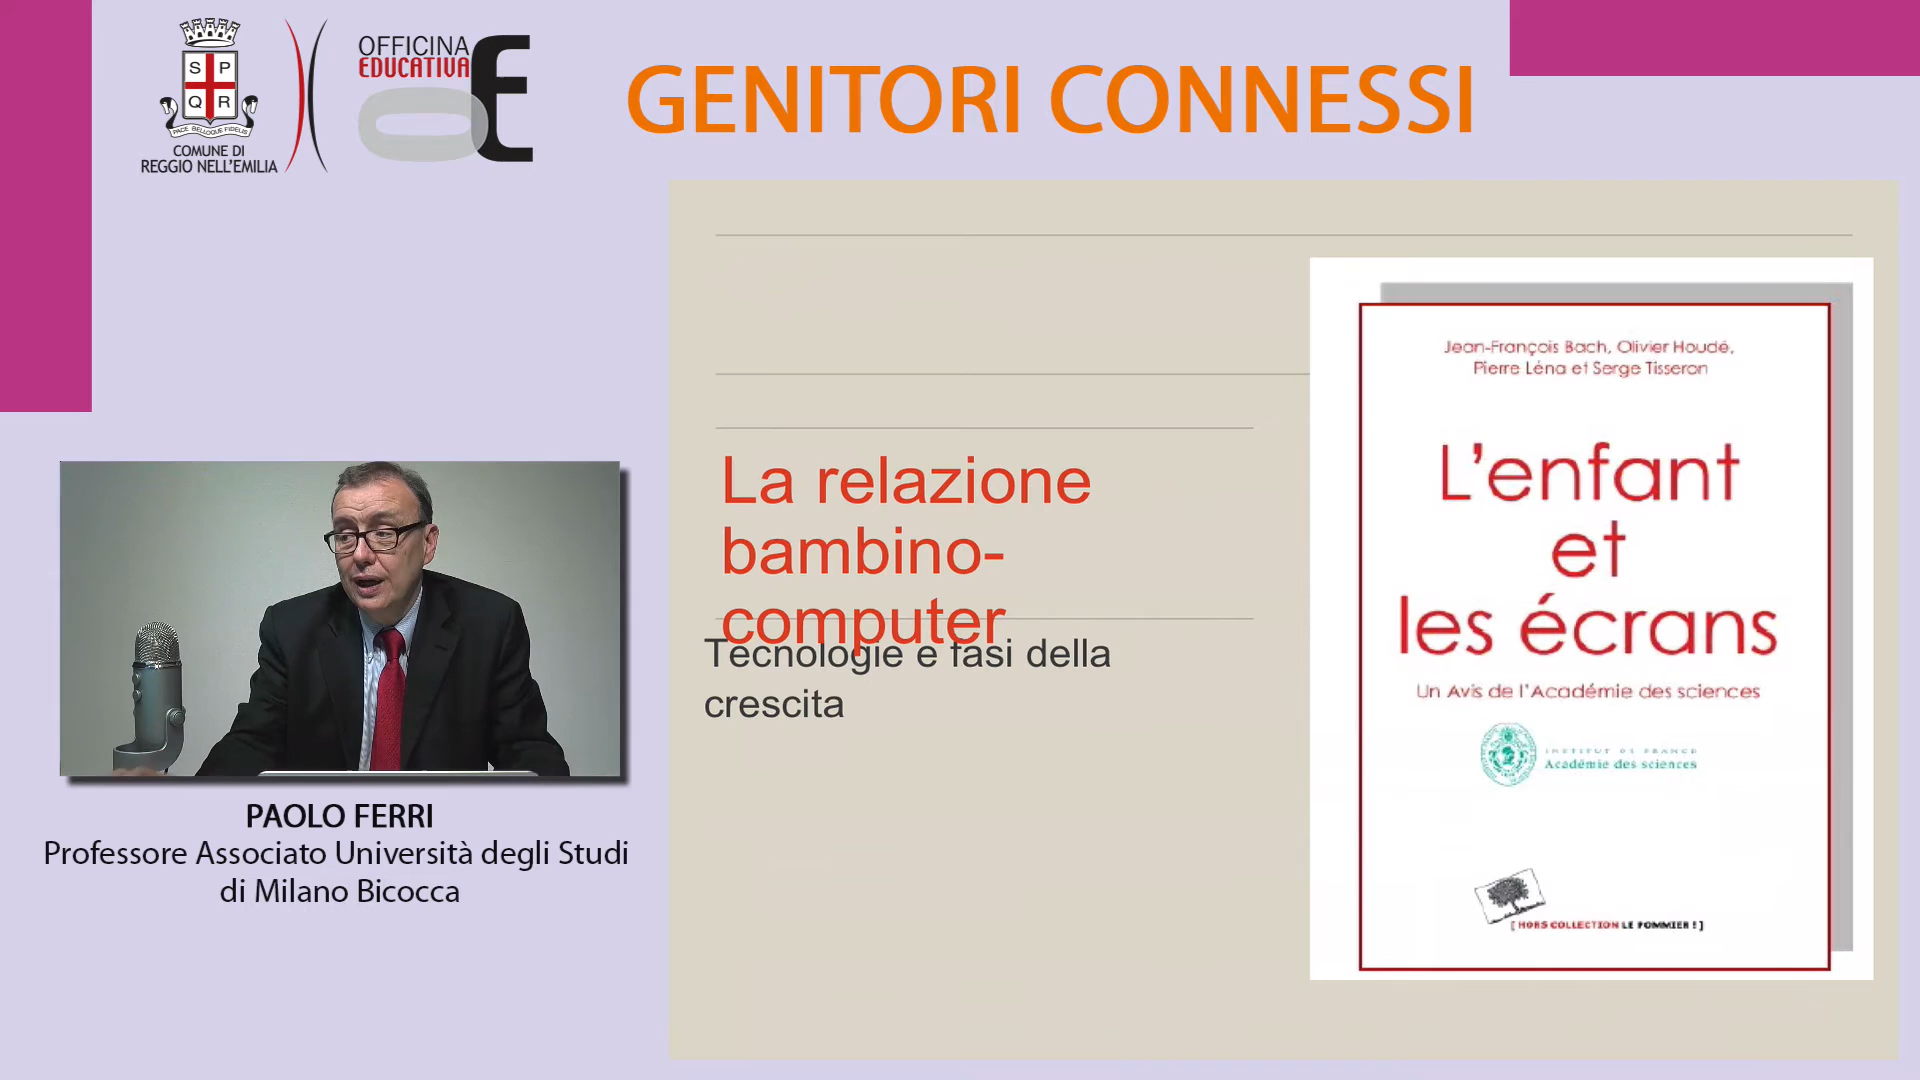 S P
Q R
PACE BELLOQUE FIDELIS
COMUNE DI
REGGIO NELL'EMILIA
OFFICINA
EDUCATIVA
GENITORI CONNESSI
La relazione
bambino-
computer
Tecnologie e fasi della
crescita
Jean-François Bach, Olivier Houdé,
Pierre Léna et Serge Tisseron
L'enfant
et
les écrans
Un Avis de l'Académie des sciences
INSTITUT DE FRANCE
Académie des sciences
[ HORS COLLECTION LE POMMIER ! ]
PAOLO FERRI
Professore Associato Università degli Studi
di Milano Bicocca